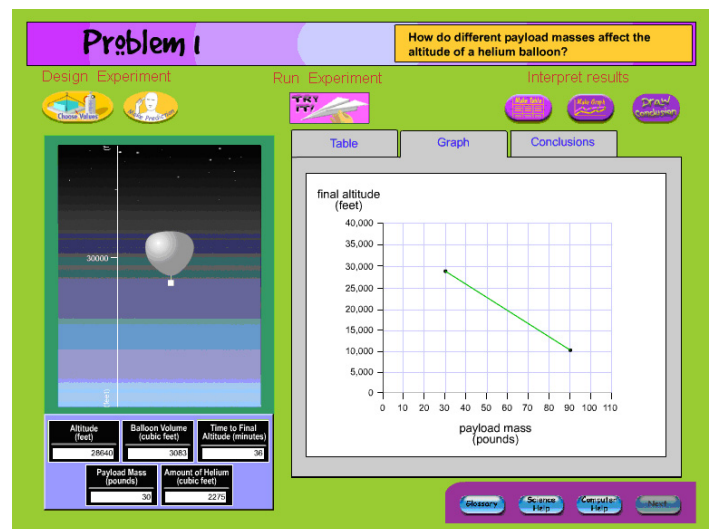 Problem 1
How do different payload masses affect the
altitude of a helium balloon?
Design Experiment
Run Experiment
Interpret results
Choose Values
Make Prediction
TRY
IT!
Make Table
Make Graph
Draw
Conclusion
Table
Graph
Conclusions
30000
(feet)
final altitude
(feet)
40,000
35,000
30,000
25,000
20,000
15,000
10,000
5,000
0
0 10 20 30 40 50 60 70 80 90 100 110
payload mass
(pounds)
Altitude
(feet)
28640
Balloon Volume
(cubic feet)
3083
Time to Final
Altitude (minutes)
36
Payload Mass
(pounds)
30
Amount of Helium
(cubic feet)
2275
Glossary
Science
Help
Computer
Help
Next